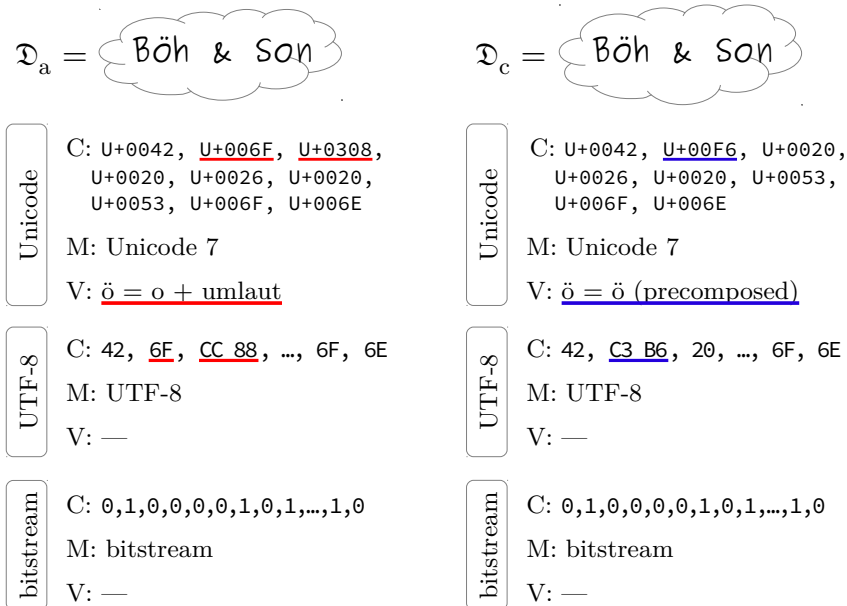 𝔇a = Böh & Son
Unicode
C: U+0042, U+006F, U+0308,
U+0020, U+0026, U+0020,
U+0053, U+006F, U+006E
M: Unicode 7
V: ö = o + umlaut
UTF-8
C: 42, 6F, CC 88, …, 6F, 6E
M: UTF-8
V: —
bitstream
C: 0,1,0,0,0,0,1,0,1,…,1,0
M: bitstream
V: —
𝔇c = Böh & Son
Unicode
C: U+0042, U+00F6, U+0020,
U+0026, U+0020, U+0053,
U+006F, U+006E
M: Unicode 7
V: ö = ö (precomposed)
UTF-8
C: 42, C3 B6, 20, …, 6F, 6E
M: UTF-8
V: —
bitstream
C: 0,1,0,0,0,0,1,0,1,…,1,0
M: bitstream
V: —